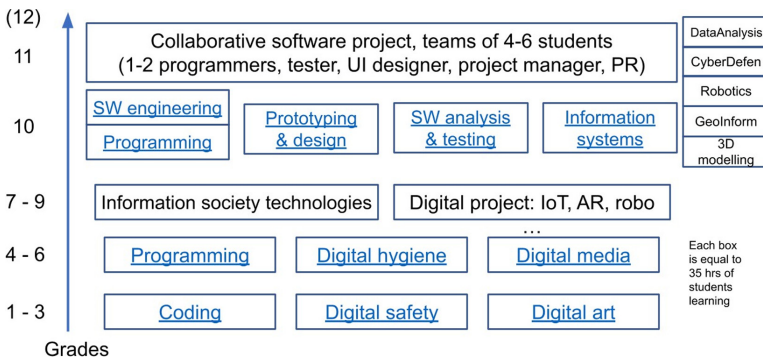 (12)
11
Collaborative software project, teams of 4-6 students
(1-2 programmers, tester, UI designer, project manager, PR)
DataAnalysis
CyberDefen
Robotics
GeoInform
3D
modelling
10
SW engineering
Programming
Prototyping
& design
SW analysis
& testing
Information
systems
7 - 9
Information society technologies
Digital project: IoT, AR, robo
...
4 - 6
Programming
Digital hygiene
Digital media
Each box
is equal to
35 hrs of
students
learning
1 - 3
Coding
Digital safety
Digital art
Grades